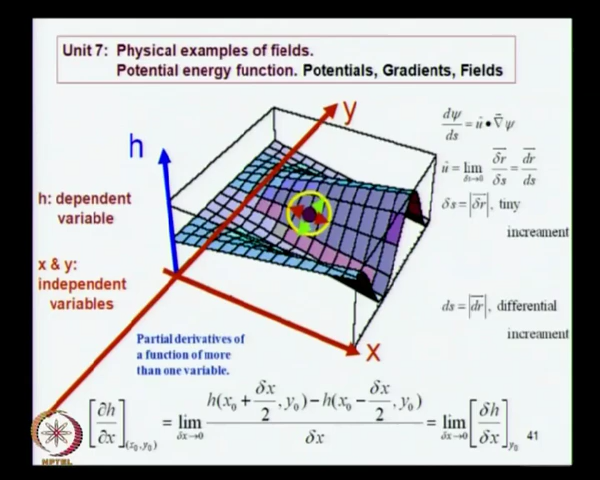 Unit 7: Physical examples of fields.
Potential energy function. Potentials, Gradients, Fields
y
h
dψ/ds = û • ∇⃗ψ
û = lim δs→0 δr⃗/δs = dr⃗/ds
h: dependent
variable
δs = |δr⃗|, tiny
increament
x & y:
independent
variables
ds = |dr⃗|, differential
increament
Partial derivatives of
a function of more
than one variable.
x
[∂h/∂x](x₀, y₀) = lim δx→0 (h(x₀ + δx/2, y₀) − h(x₀ − δx/2, y₀))/δx = lim δx→0 [δh/δx]y₀
41
NPTEL